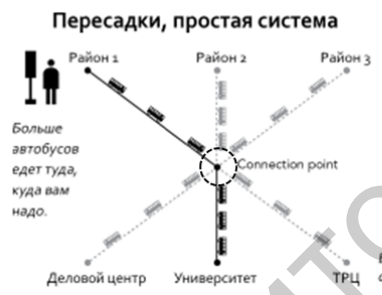 Пересадки, простая система
Район 1
Район 2
Район 3
Больше
автобусов
едет туда,
куда вам
надо.
Connection point
Деловой центр
Университет
ТРЦ